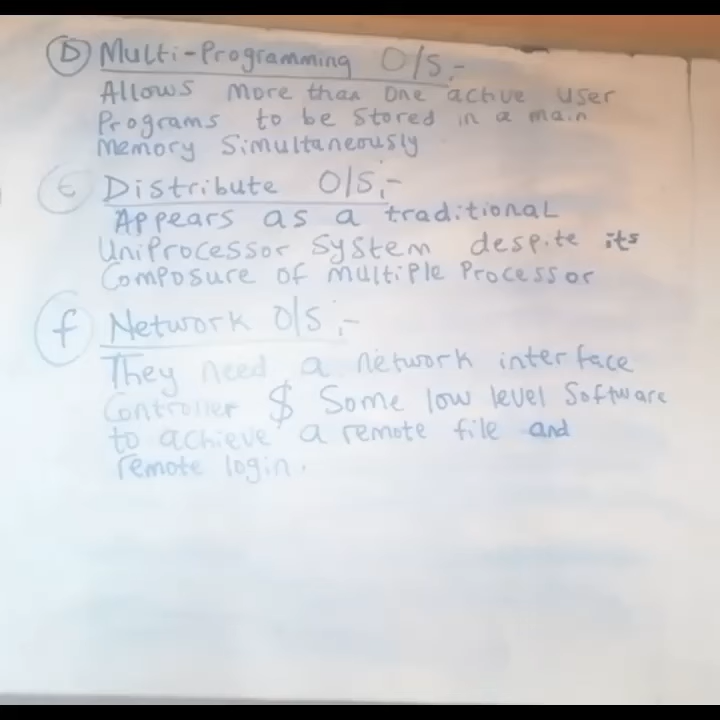 D Multi-Programming O/S:-
Allows more than one active user
Programs to be stored in a main
Memory Simultaneously
E Distribute O/S:-
Appears as a traditional
UniProcessor System despite its
Composure of multiple Processor
f Network O/S:-
They need a network interface
Controller $ Some low level Software
to achieve a remote file and
remote login.